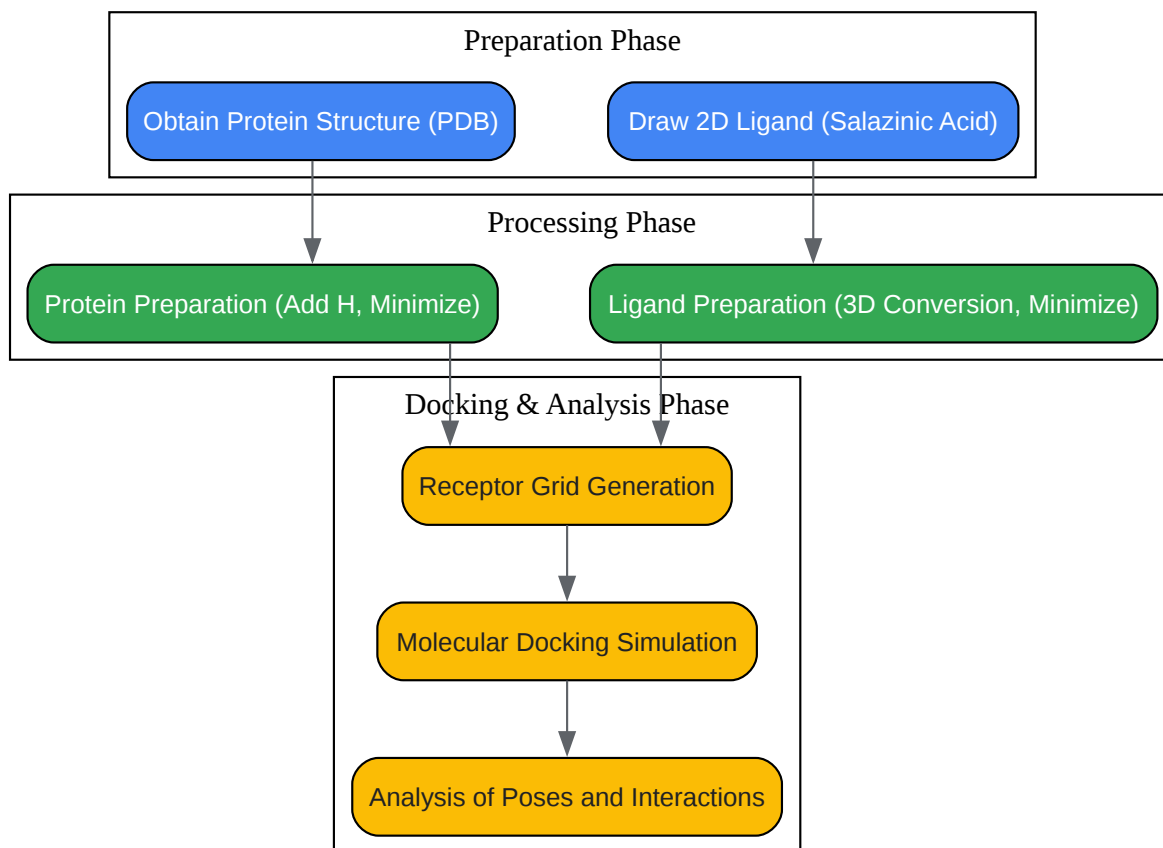 Preparation Phase
Obtain Protein Structure (PDB)
Draw 2D Ligand (Salazinic Acid)
Processing Phase
Protein Preparation (Add H, Minimize)
Ligand Preparation (3D Conversion, Minimize)
Docking & Analysis Phase
Receptor Grid Generation
Molecular Docking Simulation
Analysis of Poses and Interactions